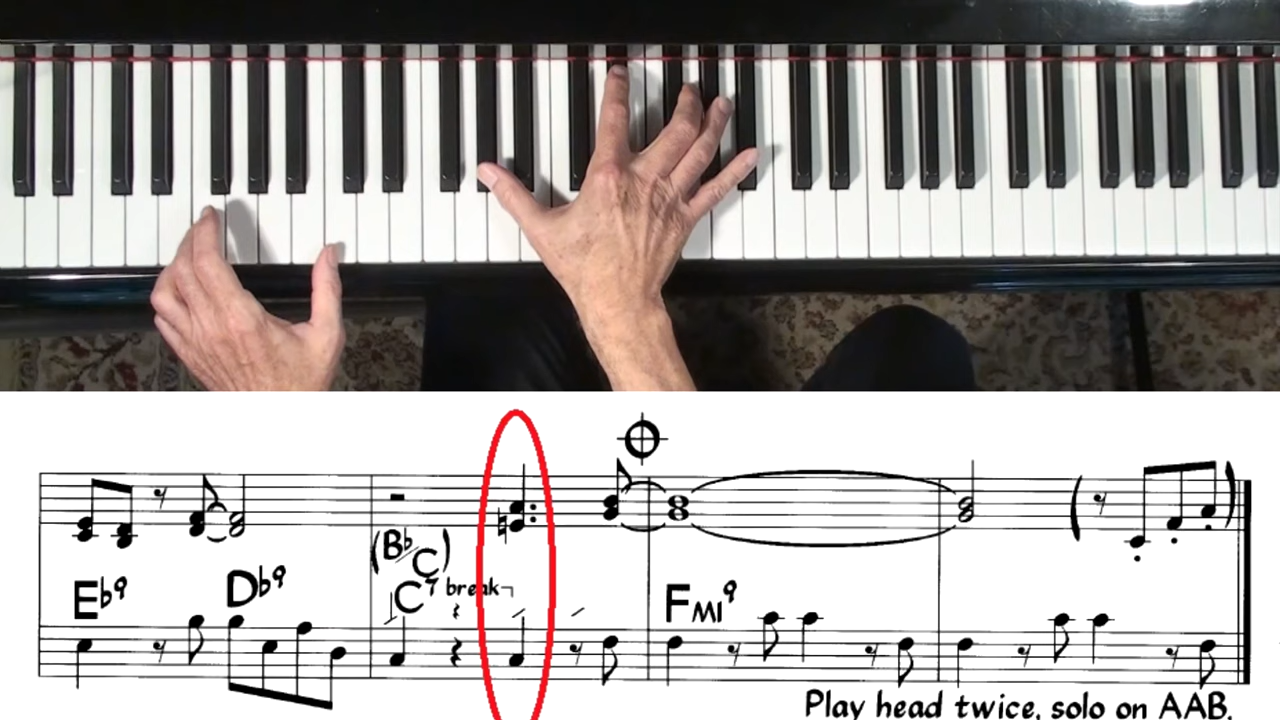 (Bb/C)
Eb9 Db9 C7 break FMI9
Play head twice, solo on AAB.